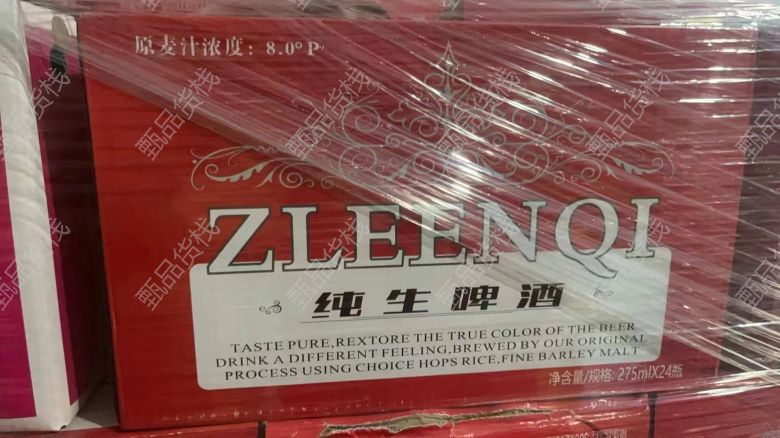 原麦汁浓度：8.0°P
ZLEENQI
纯生啤酒
TASTE PURE,REXTORE THE TRUE COLOR OF THE BEER
DRINK A DIFFERENT FEELING,BREWED BY OUR ORIGINAL
PROCESS USING CHOICE HOPS RICE,FINE BARLEY MALT
净含量/规格: 275mlX24瓶
甄品货栈